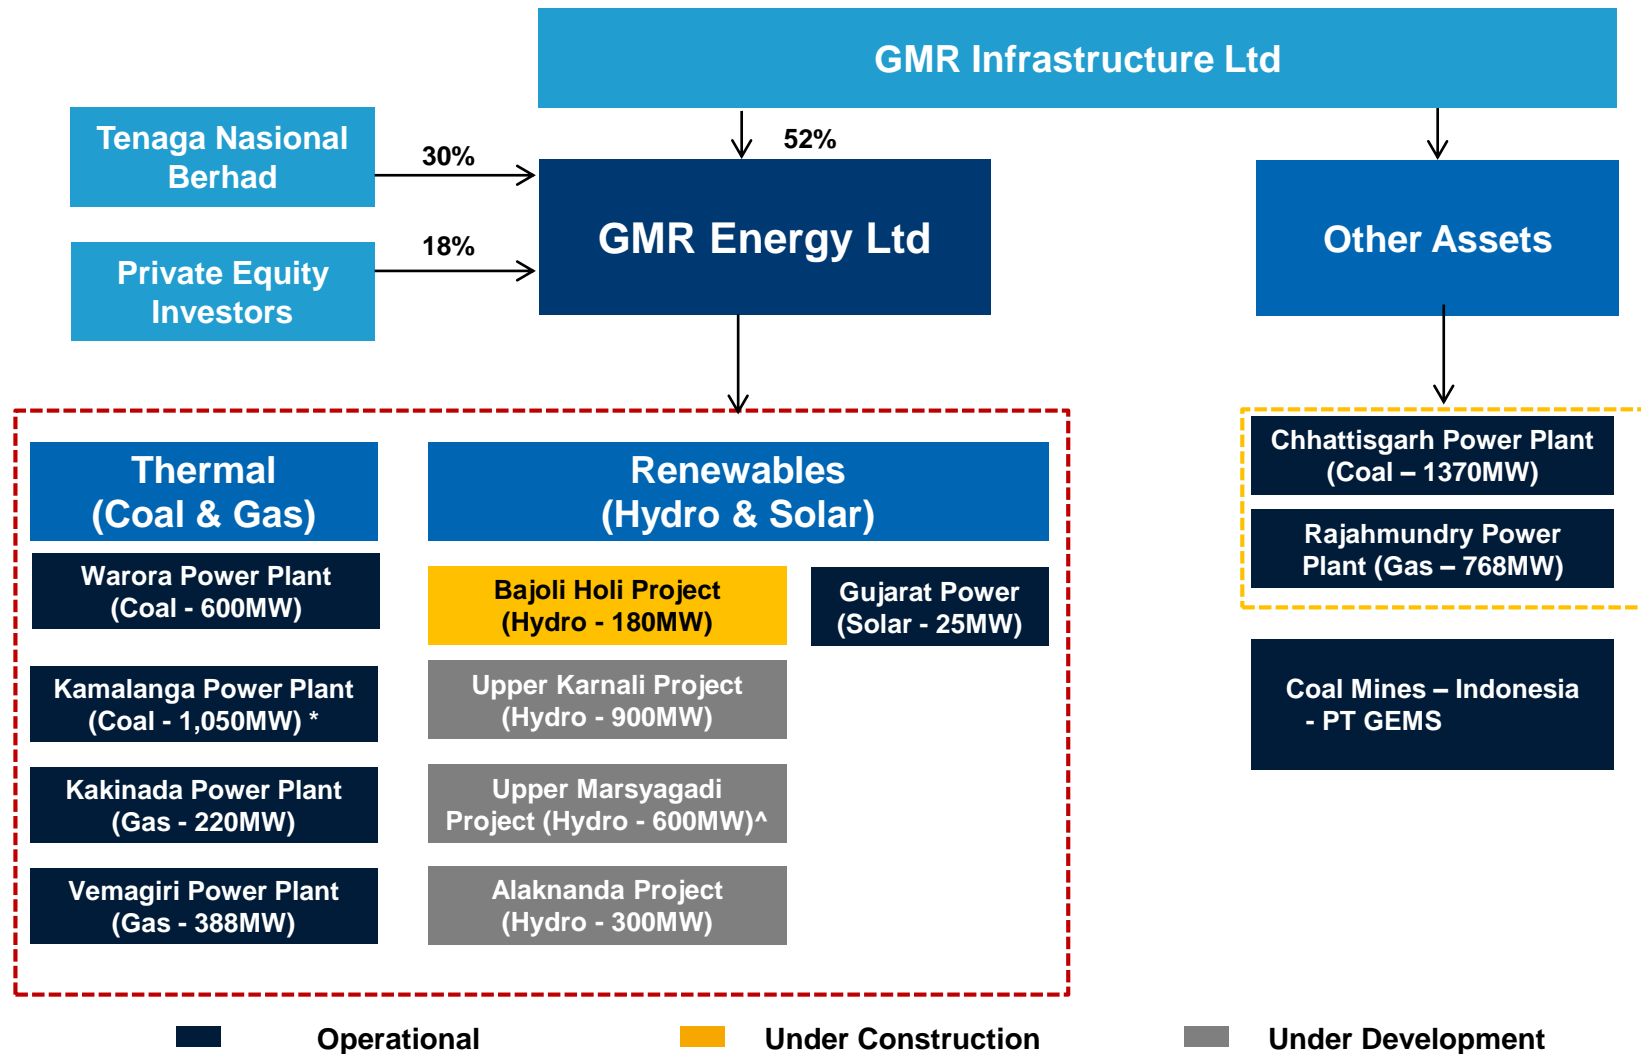 GMR Infrastructure Ltd
Tenaga Nasional
Berhad
30%
52%
Private Equity
Investors
18%
GMR Energy Ltd
Other Assets
Thermal
(Coal & Gas)
Warora Power Plant
(Coal - 600MW)
Kamalanga Power Plant
(Coal - 1,050MW) *
Kakinada Power Plant
(Gas - 220MW)
Vemagiri Power Plant
(Gas - 388MW)
Renewables
(Hydro & Solar)
Bajoli Holi Project
(Hydro - 180MW)
Upper Karnali Project
(Hydro - 900MW)
Upper Marsyagadi
Project (Hydro - 600MW)^
Alaknanda Project
(Hydro - 300MW)
Gujarat Power
(Solar - 25MW)
Chhattisgarh Power Plant
(Coal – 1370MW)
Rajahmundry Power
Plant (Gas – 768MW)
Coal Mines – Indonesia
- PT GEMS
Operational
Under Construction
Under Development